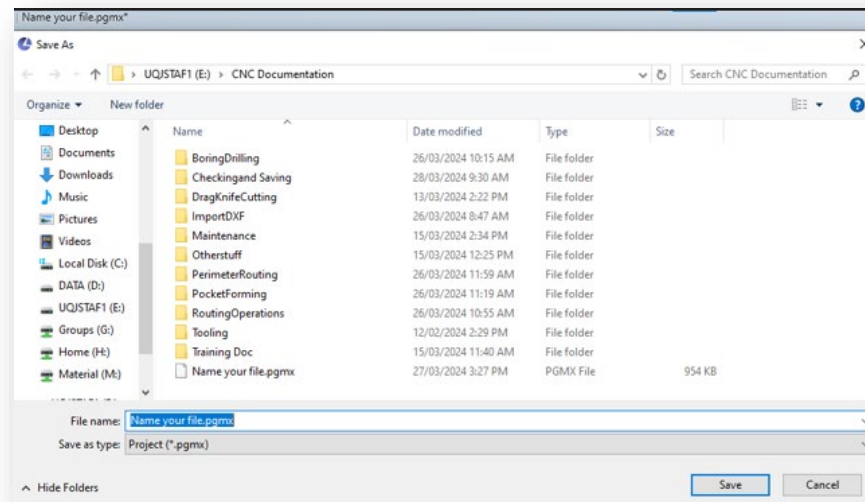 Name your file.pgmx*
Save As
UQJSTAF1 (E:) > CNC Documentation
Search CNC Documentation
Organize
New folder
Name Date modified Type Size
Desktop
Documents
Downloads
Music
Pictures
Videos
Local Disk (C:)
DATA (D:)
UQJSTAF1 (E:)
Groups (G:)
Home (H:)
Material (M:)
BoringDrilling 26/03/2024 10:15 AM File folder
Checkingand Saving 28/03/2024 9:30 AM File folder
DragKnifeCutting 13/03/2024 2:22 PM File folder
ImportDXF 26/03/2024 8:47 AM File folder
Maintenance 15/03/2024 2:34 PM File folder
Otherstuff 15/03/2024 12:25 PM File folder
PerimeterRouting 26/03/2024 11:59 AM File folder
PocketForming 26/03/2024 11:19 AM File folder
RoutingOperations 26/03/2024 10:55 AM File folder
Tooling 12/02/2024 2:29 PM File folder
Training Doc 15/03/2024 11:40 AM File folder
Name your file.pgmx 27/03/2024 3:27 PM PGMX File 954 KB
File name: Name your file.pgmx
Save as type: Project (*.pgmx)
Hide Folders
Save
Cancel